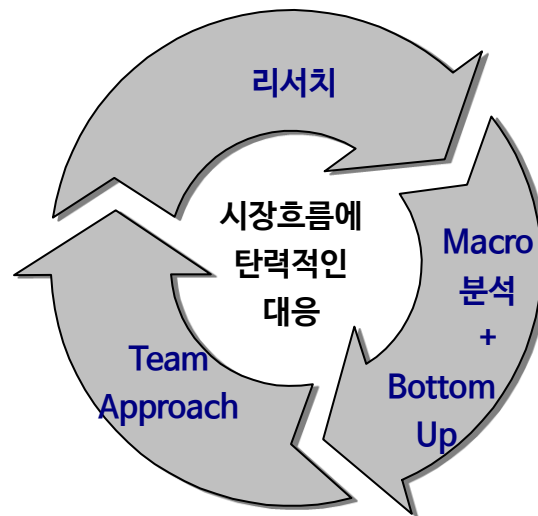 리서치
시장흐름에
탄력적인
대응
Macro
분석
+
Bottom
Up
Team
Approach